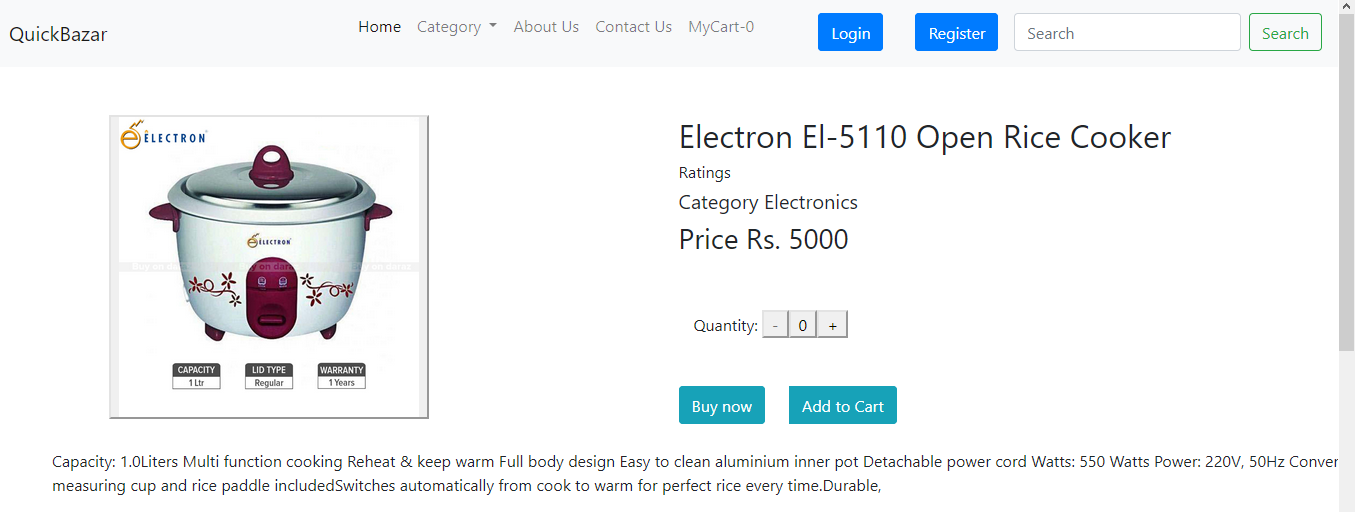 QuickBazar Home Category About Us Contact Us MyCart-0 Login Register Search Search
ELECTRON
Electron El-5110 Open Rice Cooker
Ratings
Category Electronics
Price Rs. 5000
ELECTRON
Buy on daraz
Quantity: - 0 +
CAPACITY LID TYPE WARRANTY
1 Ltr Regular 1 Years
Buy now Add to Cart
Capacity: 1.0Liters Multi function cooking Reheat & keep warm Full body design Easy to clean aluminium inner pot Detachable power cord Watts: 550 Watts Power: 220V, 50Hz Conver
measuring cup and rice paddle includedSwitches automatically from cook to warm for perfect rice every time.Durable,